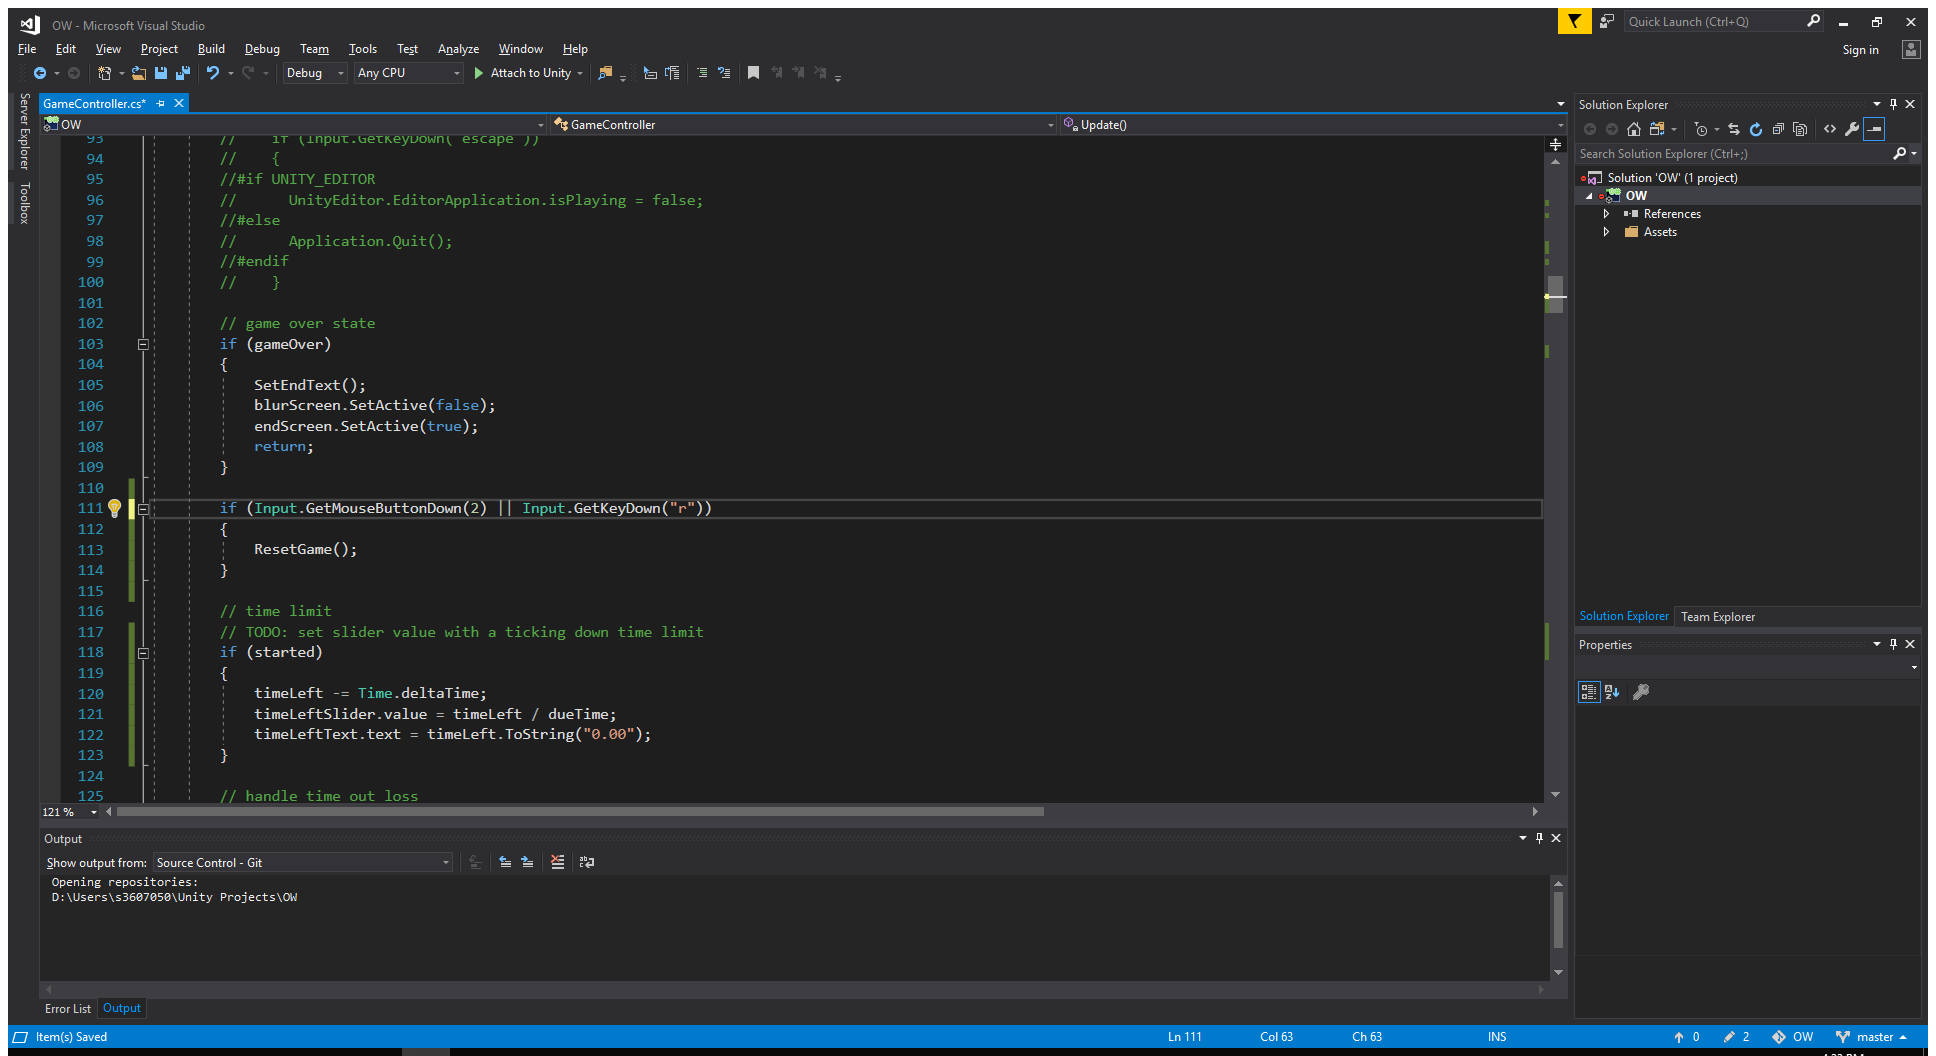 OW - Microsoft Visual Studio
Quick Launch (Ctrl+Q)
File Edit View Project Build Debug Team Tools Test Analyze Window Help
Sign in
Debug Any CPU Attach to Unity
Server Explorer
Toolbox
GameController.cs*
OW GameController Update()
93 // if (Input.GetKeyDown( escape ))
94 // {
95 //#if UNITY_EDITOR
96 // UnityEditor.EditorApplication.isPlaying = false;
97 //#else
98 // Application.Quit();
99 //#endif
100 // }
101
102 // game over state
103 if (gameOver)
104 {
105 SetEndText();
106 blurScreen.SetActive(false);
107 endScreen.SetActive(true);
108 return;
109 }
110
111 if (Input.GetMouseButtonDown(2) || Input.GetKeyDown("r"))
112 {
113 ResetGame();
114 }
115
116 // time limit
117 // TODO: set slider value with a ticking down time limit
118 if (started)
119 {
120 timeLeft -= Time.deltaTime;
121 timeLeftSlider.value = timeLeft / dueTime;
122 timeLeftText.text = timeLeft.ToString("0.00");
123 }
124
125 // handle time out loss
121 %
Output
Show output from: Source Control - Git
Opening repositories:
D:\Users\s3607050\Unity Projects\OW
Error List Output
Solution Explorer
Search Solution Explorer (Ctrl+;)
Solution 'OW' (1 project)
OW
References
Assets
Solution Explorer Team Explorer
Properties
Item(s) Saved Ln 111 Col 63 Ch 63 INS 0 2 OW master